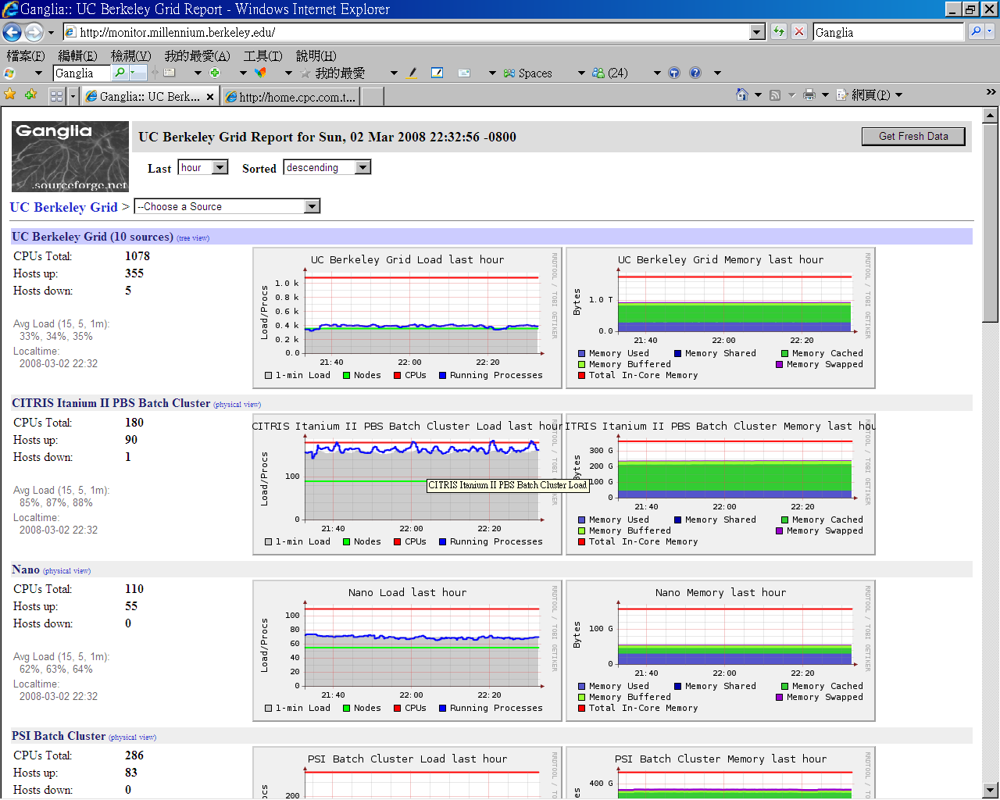 Ganglia:: UC Berkeley Grid Report - Windows Internet Explorer
http://monitor.millennium.berkeley.edu/
Ganglia
檔案(F) 編輯(E) 檢視(V) 我的最愛(A) 工具(T) 說明(H)
Ganglia 我的最愛 Spaces (24)
Ganglia:: UC Berk... http://home.cpc.com.t... 網頁(P)
Ganglia
.sourceforge.net
UC Berkeley Grid Report for Sun, 02 Mar 2008 22:32:56 -0800
Get Fresh Data
Last hour Sorted descending
UC Berkeley Grid > --Choose a Source
UC Berkeley Grid (10 sources) (tree view)
CPUs Total: 1078
Hosts up: 355
Hosts down: 5
Avg Load (15, 5, 1m):
33%, 34%, 35%
Localtime:
2008-03-02 22:32
UC Berkeley Grid Load last hour
Load/Procs
1.0 k
0.8 k
0.6 k
0.4 k
0.2 k
0.0
21:40 22:00 22:20
1-min Load Nodes CPUs Running Processes
RRDTOOL / TOBI OETIKER
UC Berkeley Grid Memory last hour
Bytes
1.0 T
0.0
21:40 22:00 22:20
Memory Used Memory Shared Memory Cached
Memory Buffered Memory Swapped
Total In-Core Memory
RRDTOOL / TOBI OETIKER
CITRIS Itanium II PBS Batch Cluster (physical view)
CPUs Total: 180
Hosts up: 90
Hosts down: 1
Avg Load (15, 5, 1m):
85%, 87%, 88%
Localtime:
2008-03-02 22:32
CITRIS Itanium II PBS Batch Cluster Load last hour
Load/Procs
100
0
21:40 22:00 22:20
1-min Load Nodes CPUs Running Processes
RRDTOOL / TOBI OETIKER
CITRIS Itanium II PBS Batch Cluster Load
ITRIS Itanium II PBS Batch Cluster Memory last hou
Bytes
300 G
200 G
100 G
0
21:40 22:00 22:20
Memory Used Memory Shared Memory Cached
Memory Buffered Memory Swapped
Total In-Core Memory
RRDTOOL / TOBI OETIKER
Nano (physical view)
CPUs Total: 110
Hosts up: 55
Hosts down: 0
Avg Load (15, 5, 1m):
62%, 63%, 64%
Localtime:
2008-03-02 22:32
Nano Load last hour
Load/Procs
100
80
60
40
20
0
21:40 22:00 22:20
1-min Load Nodes CPUs Running Processes
RRDTOOL / TOBI OETIKER
Nano Memory last hour
Bytes
100 G
0
21:40 22:00 22:20
Memory Used Memory Shared Memory Cached
Memory Buffered Memory Swapped
Total In-Core Memory
RRDTOOL / TOBI OETIKER
PSI Batch Cluster (physical view)
CPUs Total: 286
Hosts up: 83
Hosts down: 0
PSI Batch Cluster Load last hour
200
PSI Batch Cluster Memory last hour
400 G